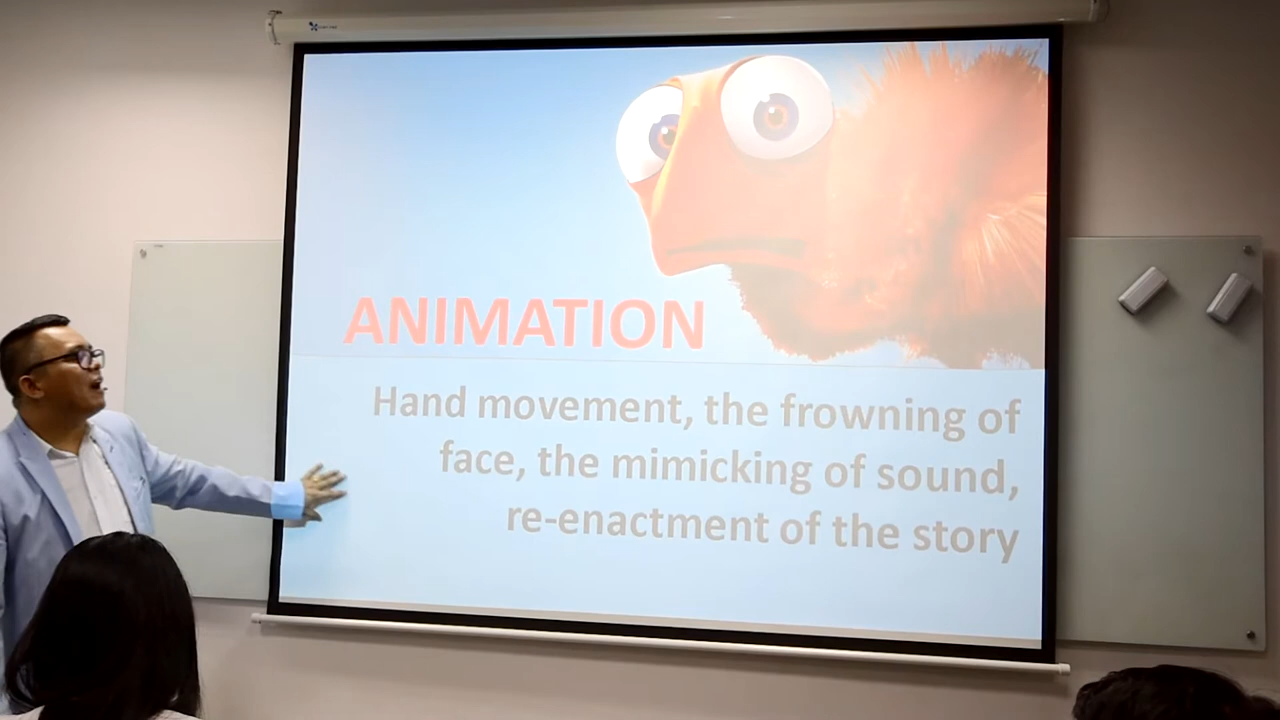 ANIMATION
Hand movement, the frowning of
face, the mimicking of sound,
re-enactment of the story